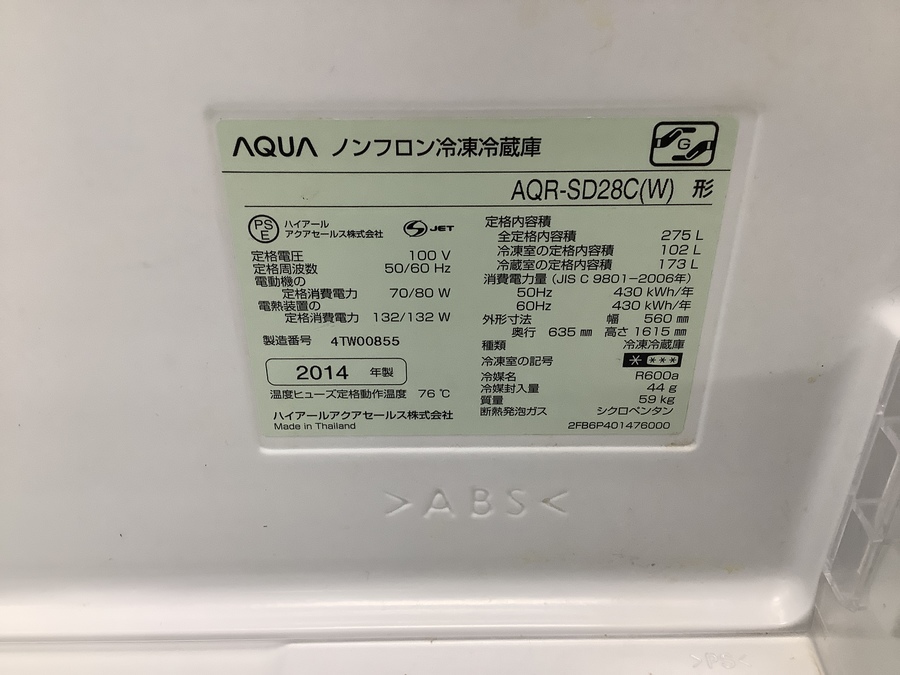 AQUA ノンフロン冷凍冷蔵庫
G
AQR-SD28C(W) 形
PS E ハイアール アクアセールス株式会社 S JET
定格電圧 100 V
定格周波数 50/60 Hz
電動機の
定格消費電力 70/80 W
電熱装置の
定格消費電力 132/132 W
製造番号 4TW00855
2014 年製
温度ヒューズ定格動作温度 76 ℃
ハイアールアクアセールス株式会社
Made in Thailand
定格内容積
全定格内容積 275 L
冷凍室の定格内容積 102 L
冷蔵室の定格内容積 173 L
消費電力量 (JIS C 9801-2006年)
50Hz 430 kWh/年
60Hz 430 kWh/年
外形寸法 幅 560 ㎜
奥行 635 ㎜ 高さ 1615 ㎜
種類 冷凍冷蔵庫
冷凍室の記号 * ***
冷媒名 R600a
冷媒封入量 44 g
質量 59 kg
断熱発泡ガス シクロペンタン
2FB6P401476000
>ABS<